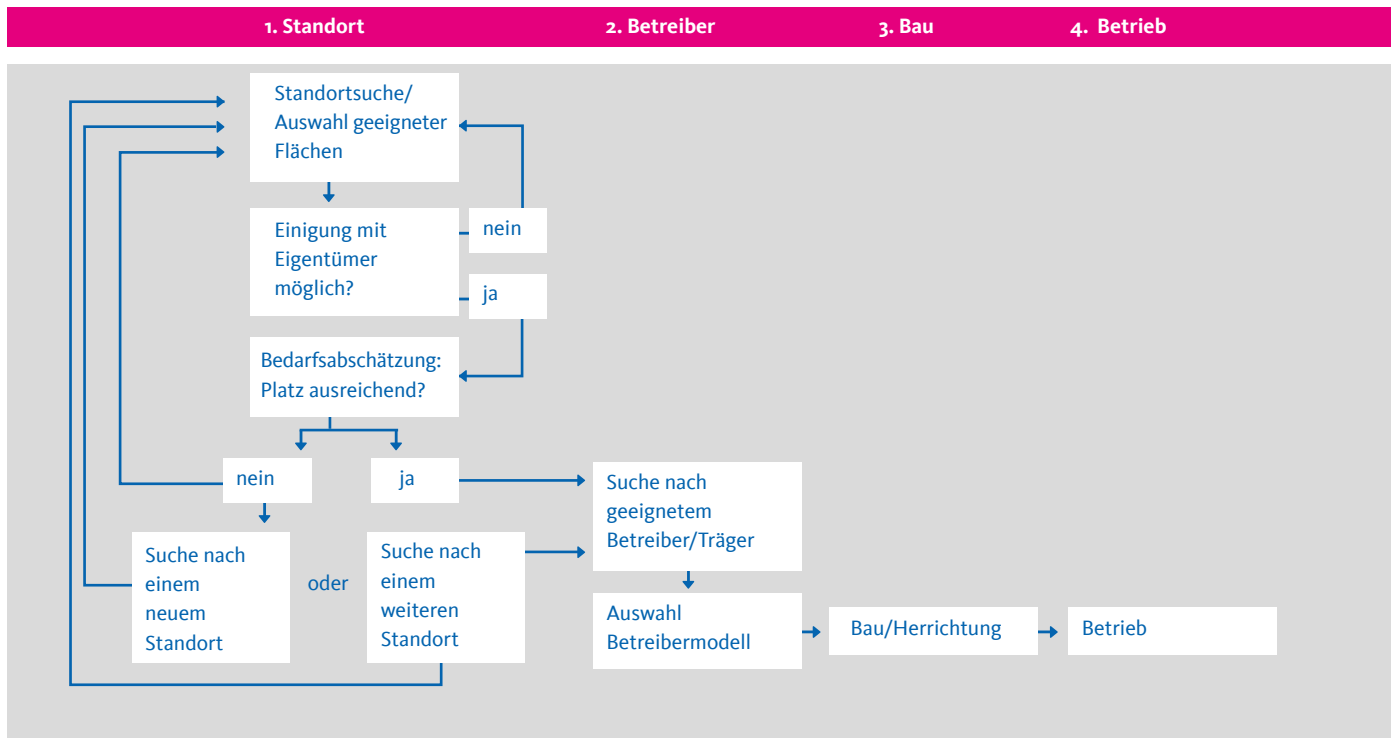 1. Standort
2. Betreiber
3. Bau
4. Betrieb
Standortsuche/
Auswahl geeigneter
Flächen
Einigung mit
Eigentümer
möglich?
nein
ja
Bedarfsabschätzung:
Platz ausreichend?
nein
ja
Suche nach
einem
neuem
Standort
oder
Suche nach
einem
weiteren
Standort
Suche nach
geeignetem
Betreiber/Träger
Auswahl
Betreibermodell
Bau/Herrichtung
Betrieb